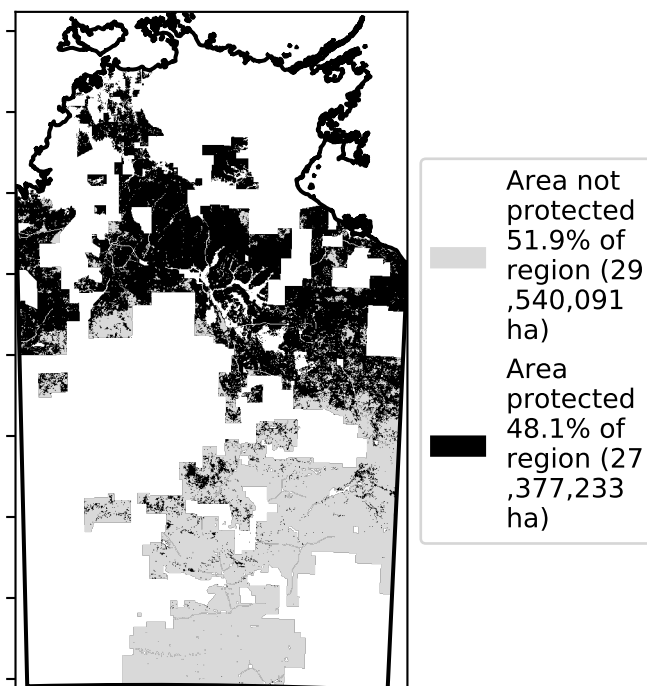 Area not
protected
51.9% of
region (29
,540,091
ha)
Area
protected
48.1% of
region (27
,377,233
ha)